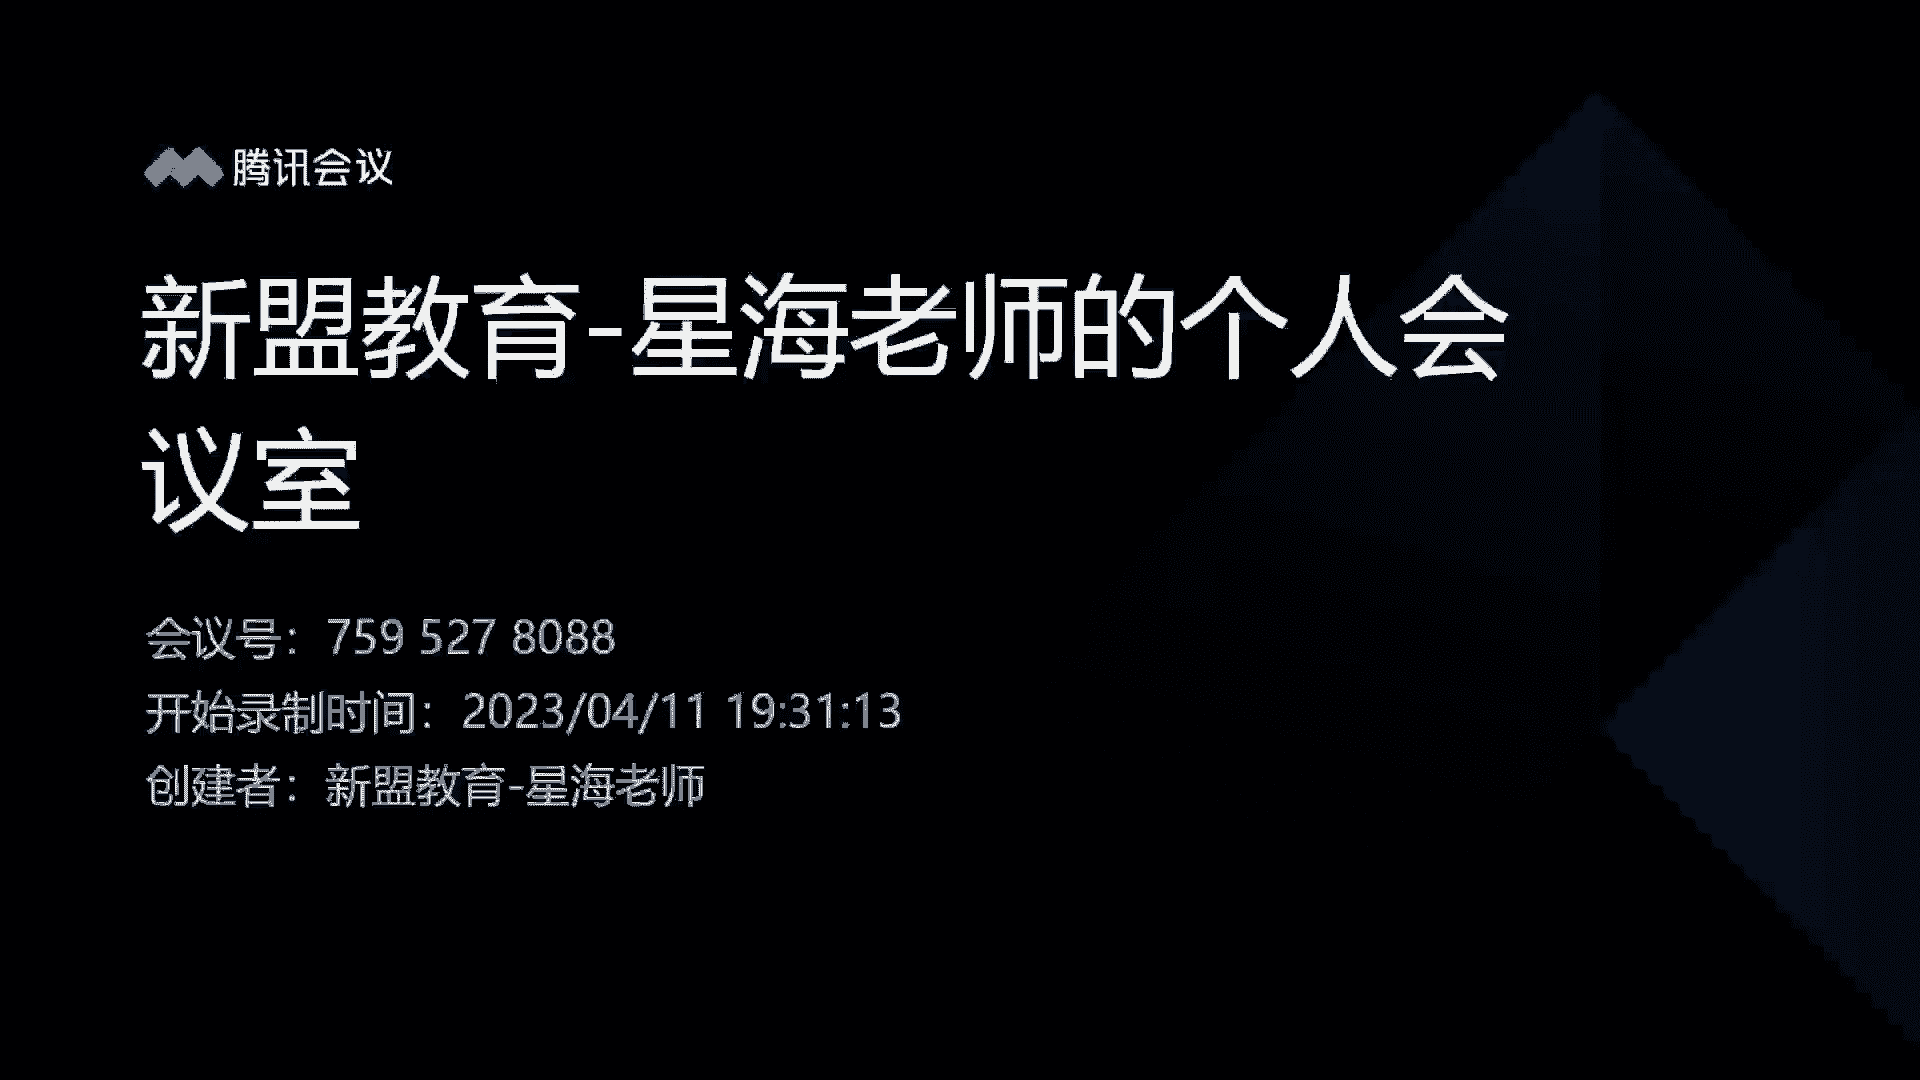 腾讯会议
新盟教育-星海老师的个人会
议室
会议号：759 527 8088
开始录制时间：2023/04/11 19:31:13
创建者：新盟教育-星海老师